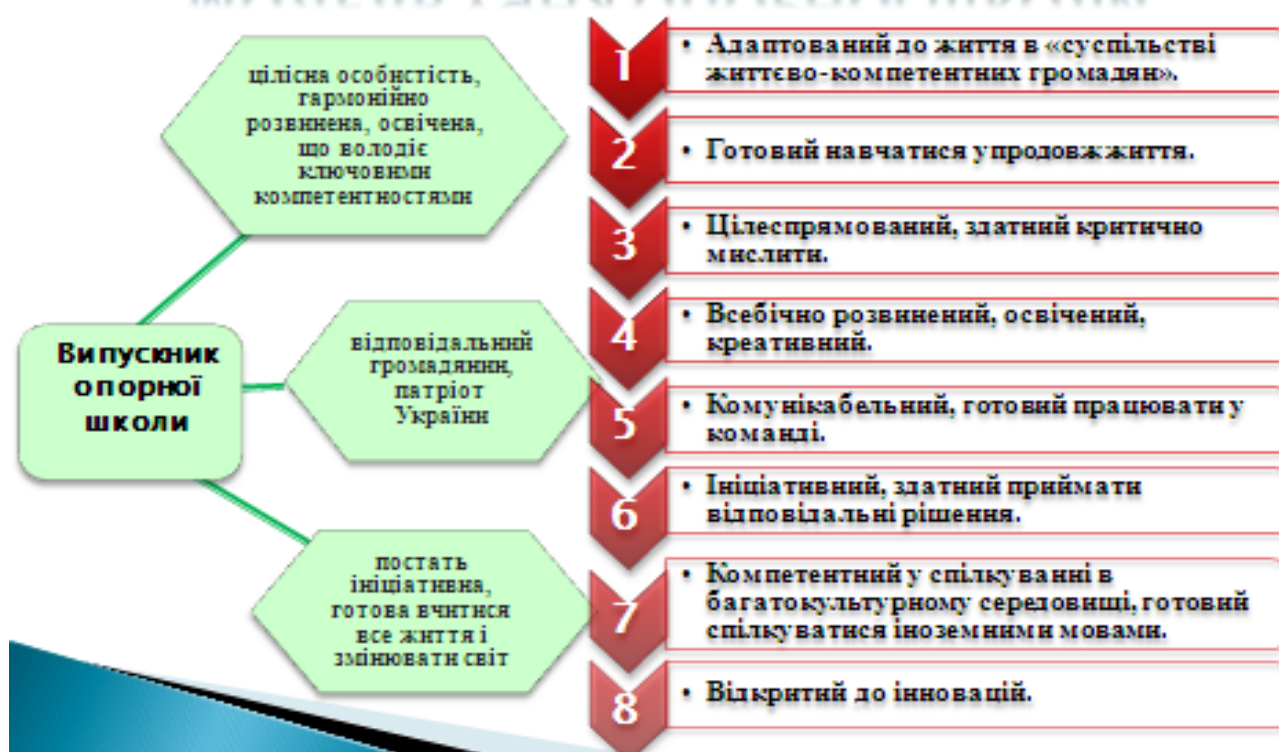 цілісна особистість,
гармонійно
розвинена, освічена,
що володіє
ключовими
компетентностями
Випускник
опорної
школи
відповідальний
громадянин,
патріот
України
постать
ініціативна,
готова вчитися
все життя і
змінювати світ
1
• Адаптований до життя в «суспільстві
життєво-компетентних громадян».
2
• Готовий навчатися упродовж життя.
3
• Цілеспрямований, здатний критично
мислити.
4
• Всебічно розвинений, освічений,
креативний.
5
• Комунікабельний, готовий працювати у
команді.
6
• Ініціативний, здатний приймати
відповідальні рішення.
7
• Компетентний у спілкуванні в
багатокультурному середовищі, готовий
спілкуватися іноземними мовами.
8
• Відкритий до інновацій.